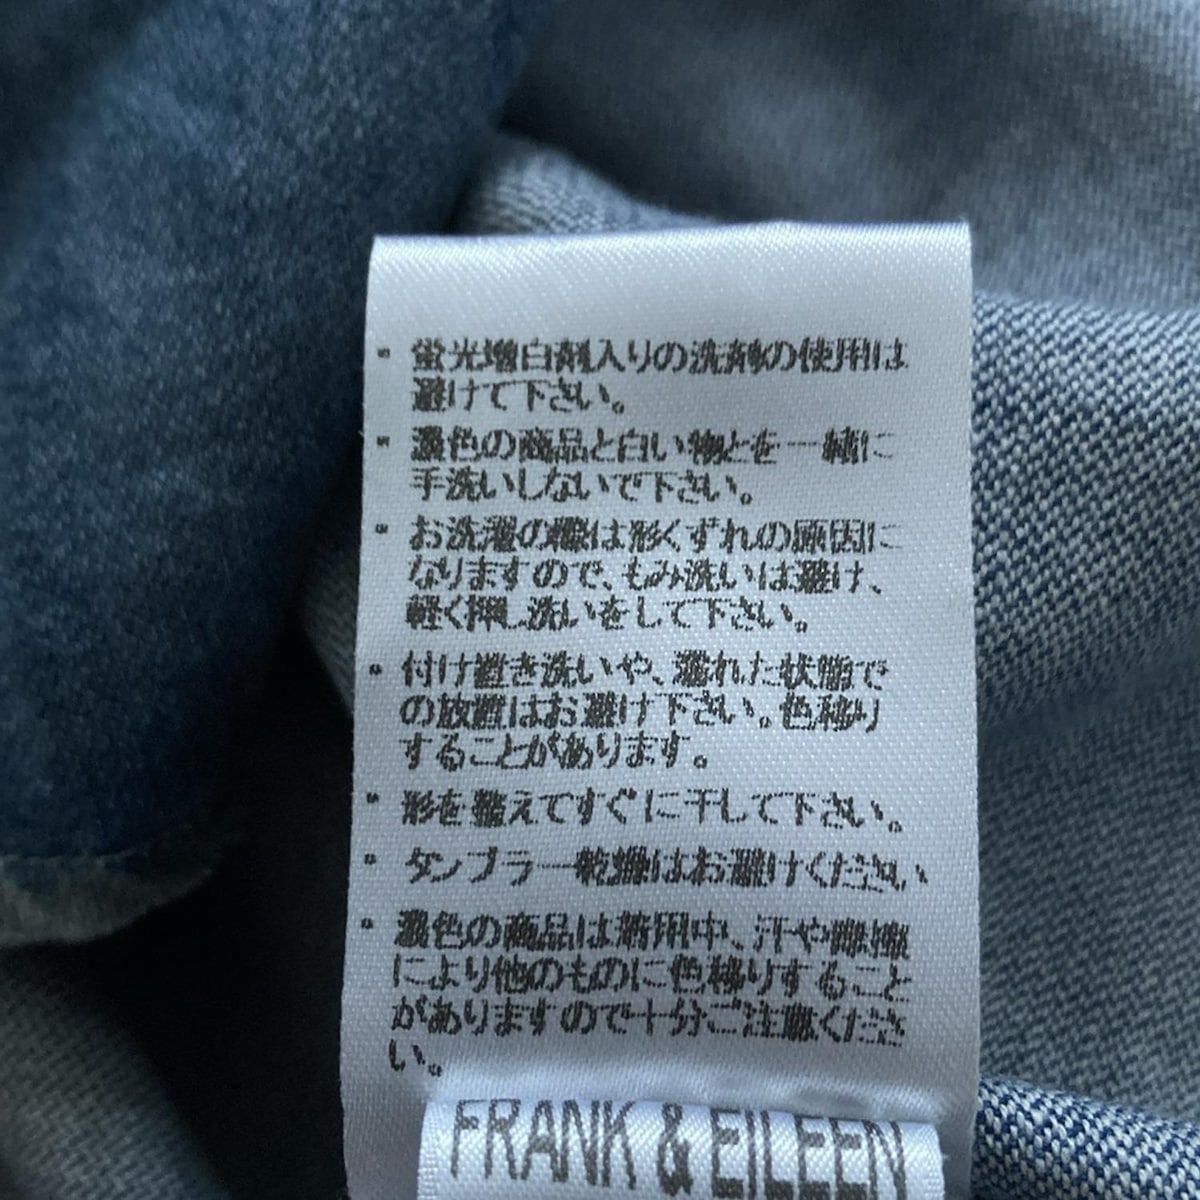 ・蛍光増白剤入りの洗剤の使用は
避けて下さい。
・濃色の商品と白い物とを一緒に
手洗いしないで下さい。
・お洗濯の際は形くずれの原因に
なりますので、もみ洗いは避け、
軽く押し洗いをして下さい。
・付け置き洗いや、濡れた状態で
の放置はお避け下さい。色移り
することがあります。
・形を整えてすぐに干して下さい。
・タンブラー乾燥はお避けください
・濃色の商品は着用中、汗や摩擦
により他のものに色移りすること
がありますので十分ご注意くださ
い。
FRANK & EILEEN